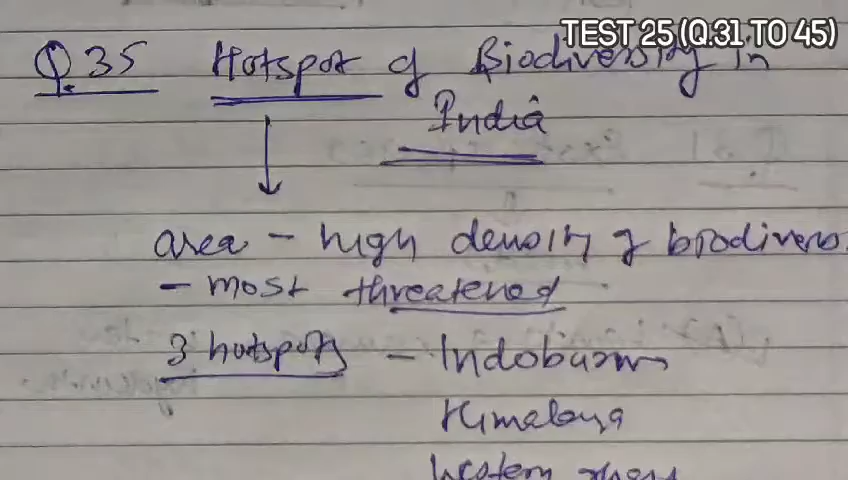 TEST 25 (Q.31 TO 45)
Q.35 Hotspot of Biodiversity in
India
area - high density of biodivers
- most threatened
3 hotspots - Indoburm
Himalaya
Western